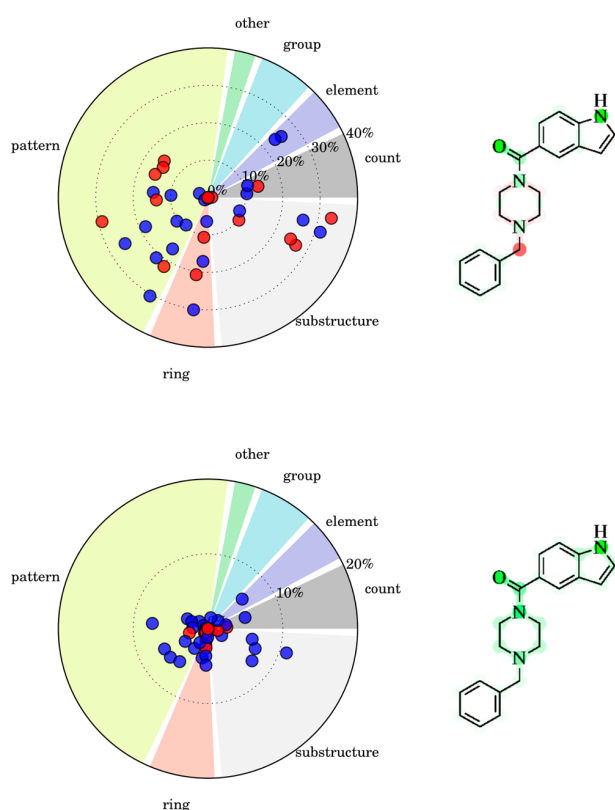 other
group
element
40%
30%
count
20%
10%
0%
pattern
substructure
ring
H
N
O
N
N
other
group
element
20%
count
10%
pattern
substructure
ring
H
N
O
N
N